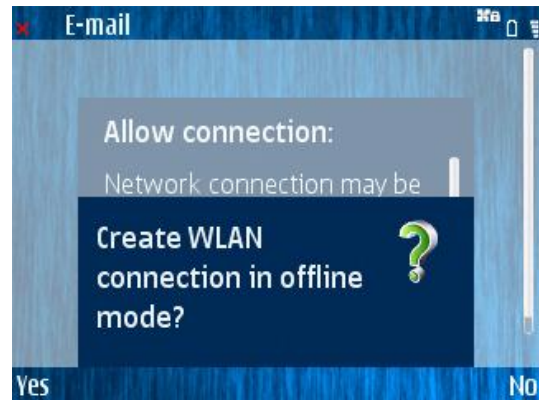 E-mail
Allow connection:
Network connection may be
Create WLAN
connection in offline
mode?
Yes
No